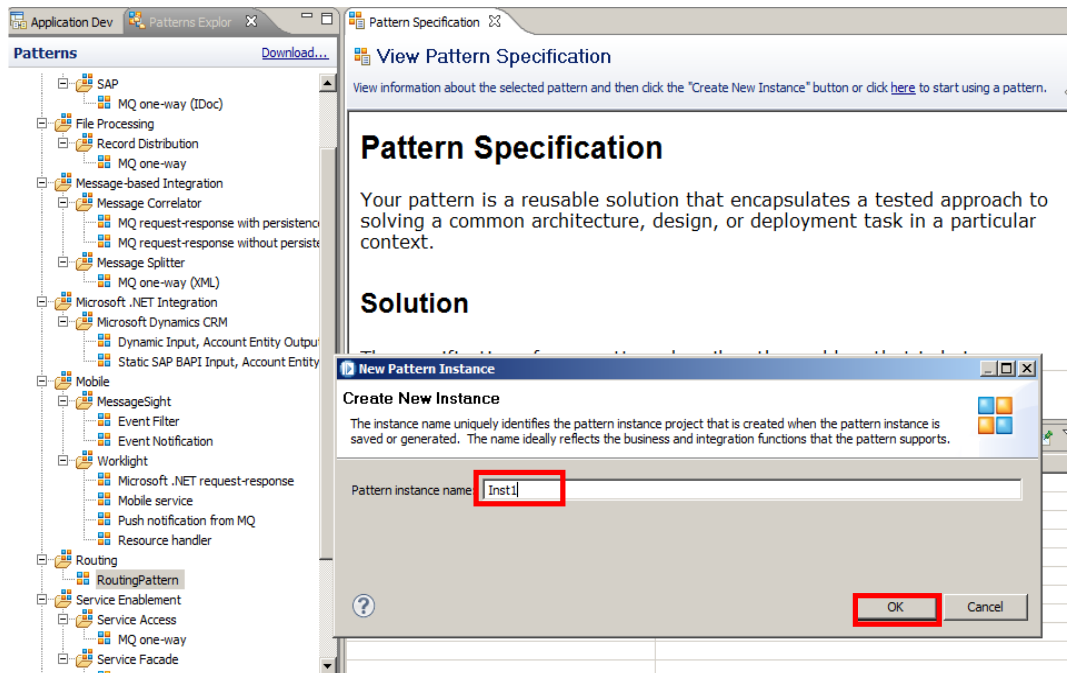 Application Dev
Patterns Explor
Patterns
Download...
SAP
MQ one-way (IDoc)
File Processing
Record Distribution
MQ one-way
Message-based Integration
Message Correlator
MQ request-response with persistenc
MQ request-response without persiste
Message Splitter
MQ one-way (XML)
Microsoft .NET Integration
Microsoft Dynamics CRM
Dynamic Input, Account Entity Outpu
Static SAP BAPI Input, Account Entity
Mobile
MessageSight
Event Filter
Event Notification
Worklight
Microsoft .NET request-response
Mobile service
Push notification from MQ
Resource handler
Routing
RoutingPattern
Service Enablement
Service Access
MQ one-way
Service Facade
Pattern Specification
View Pattern Specification
View information about the selected pattern and then click the "Create New Instance" button or click here to start using a pattern.
Pattern Specification
Your pattern is a reusable solution that encapsulates a tested approach to
solving a common architecture, design, or deployment task in a particular
context.
Solution
New Pattern Instance
Create New Instance
The instance name uniquely identifies the pattern instance project that is created when the pattern instance is
saved or generated. The name ideally reflects the business and integration functions that the pattern supports.
Pattern instance name: Inst1
OK
Cancel